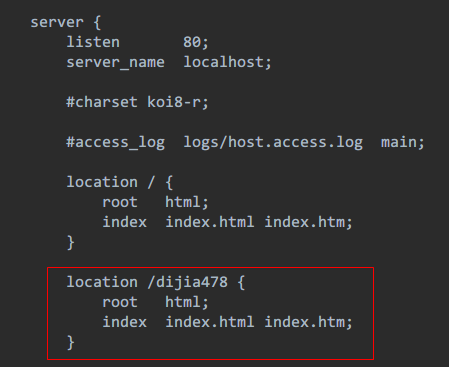 server {
    listen       80;
    server_name  localhost;
    #charset koi8-r;
    #access_log  logs/host.access.log  main;
    location / {
        root   html;
        index  index.html index.htm;
    }
    location /dijia478 {
        root   html;
        index  index.html index.htm;
    }